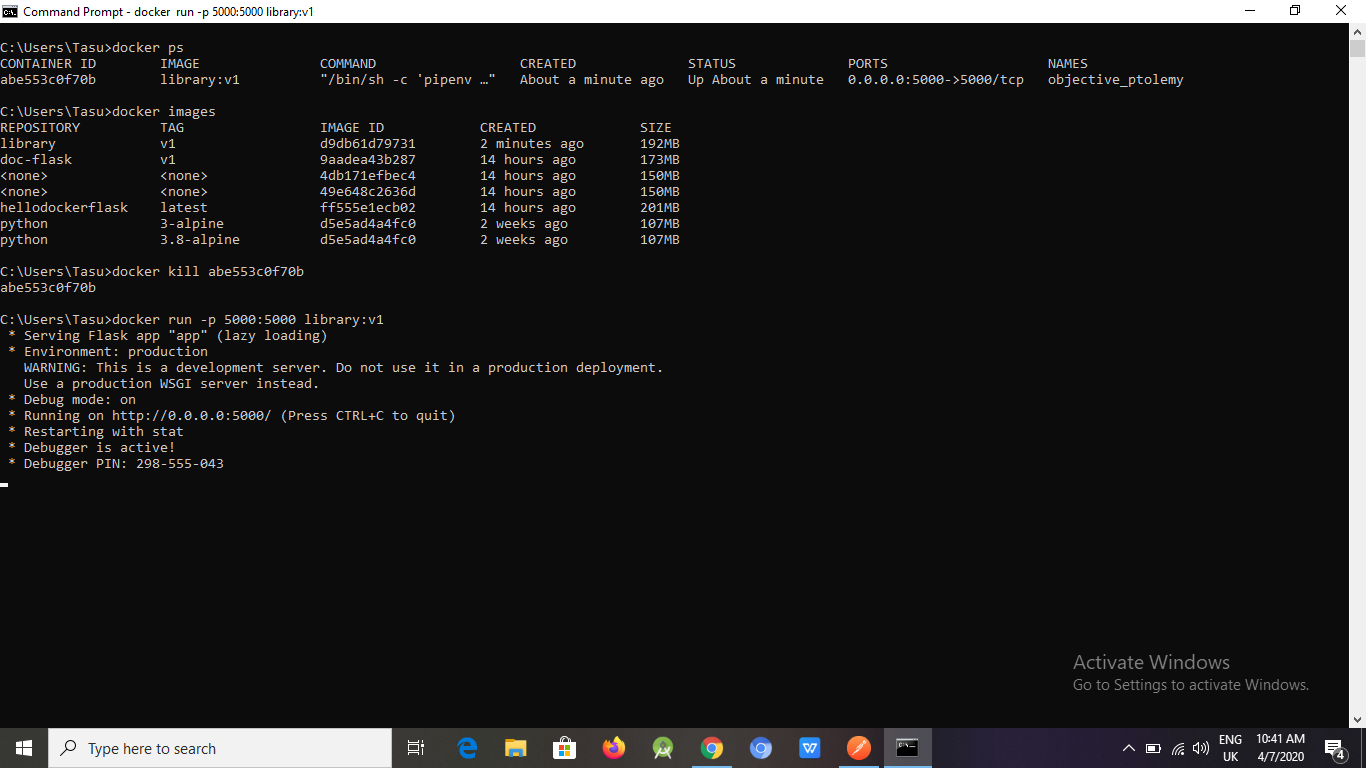 Command Prompt - docker run -p 5000:5000 library:v1
C:\Users\Tasu>docker ps
CONTAINER ID        IMAGE               COMMAND                  CREATED              STATUS              PORTS                    NAMES
abe553c0f70b        library:v1          "/bin/sh -c 'pipenv …"   About a minute ago   Up About a minute   0.0.0.0:5000->5000/tcp   objective_ptolemy
C:\Users\Tasu>docker images
REPOSITORY          TAG                 IMAGE ID            CREATED             SIZE
library             v1                  d9db61d79731        2 minutes ago       192MB
doc-flask           v1                  9aadea43b287        14 hours ago        173MB
<none>              <none>              4db171efbec4        14 hours ago        150MB
<none>              <none>              49e648c2636d        14 hours ago        150MB
hellodockerflask    latest              ff555e1ecb02        14 hours ago        201MB
python              3-alpine            d5e5ad4a4fc0        2 weeks ago         107MB
python              3.8-alpine          d5e5ad4a4fc0        2 weeks ago         107MB
C:\Users\Tasu>docker kill abe553c0f70b
abe553c0f70b
C:\Users\Tasu>docker run -p 5000:5000 library:v1
 * Serving Flask app "app" (lazy loading)
 * Environment: production
   WARNING: This is a development server. Do not use it in a production deployment.
   Use a production WSGI server instead.
 * Debug mode: on
 * Running on http://0.0.0.0:5000/ (Press CTRL+C to quit)
 * Restarting with stat
 * Debugger is active!
 * Debugger PIN: 298-555-043
Activate Windows
Go to Settings to activate Windows.
Type here to search
ENG
UK
10:41 AM
4/7/2020
4